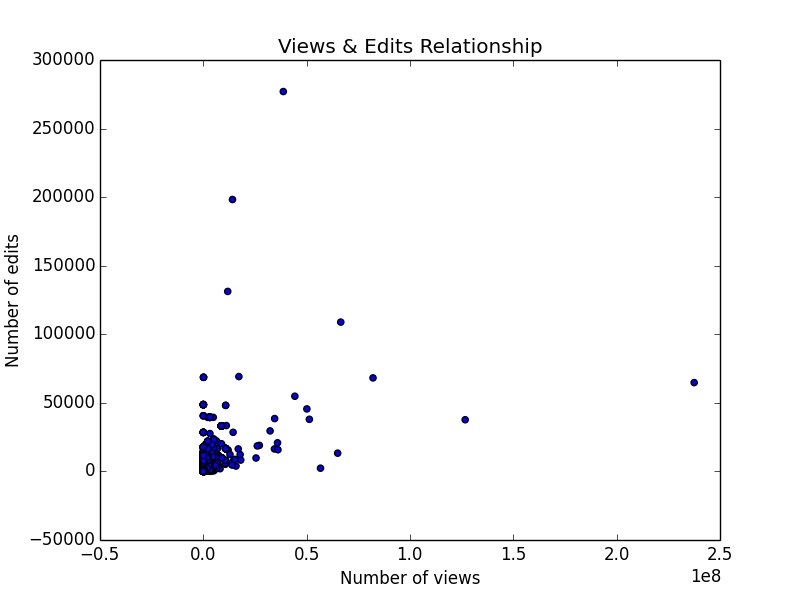 Views & Edits Relationship
300000
250000
200000
150000
100000
50000
0
−50000
Number of edits
−0.5 0.0 0.5 1.0 1.5 2.0 2.5
1e8
Number of views